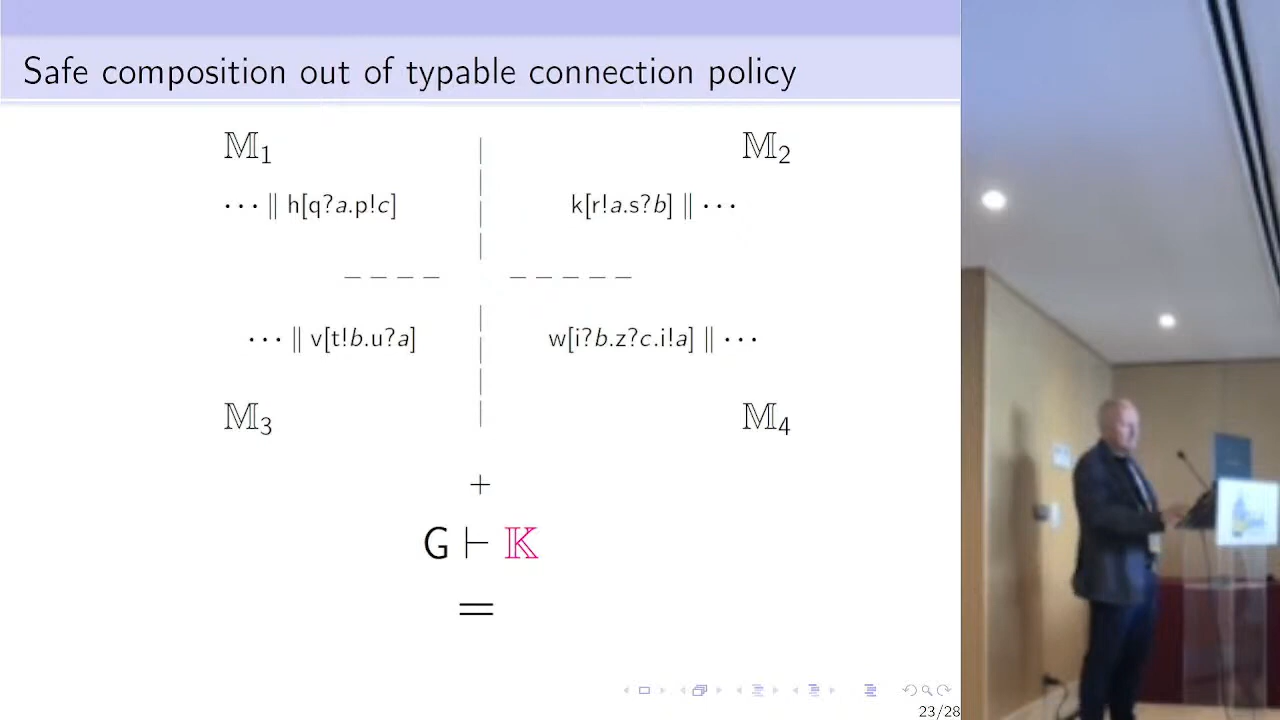 Safe composition out of typable connection policy
𝕄₁ 𝕄₂
⋯ ∥ h[q?a.p!c] k[r!a.s?b] ∥ ⋯
⋯ ∥ v[t!b.u?a] w[i?b.z?c.i!a] ∥ ⋯
𝕄₃ 𝕄₄
+
G ⊢ 𝕂
=
23/28